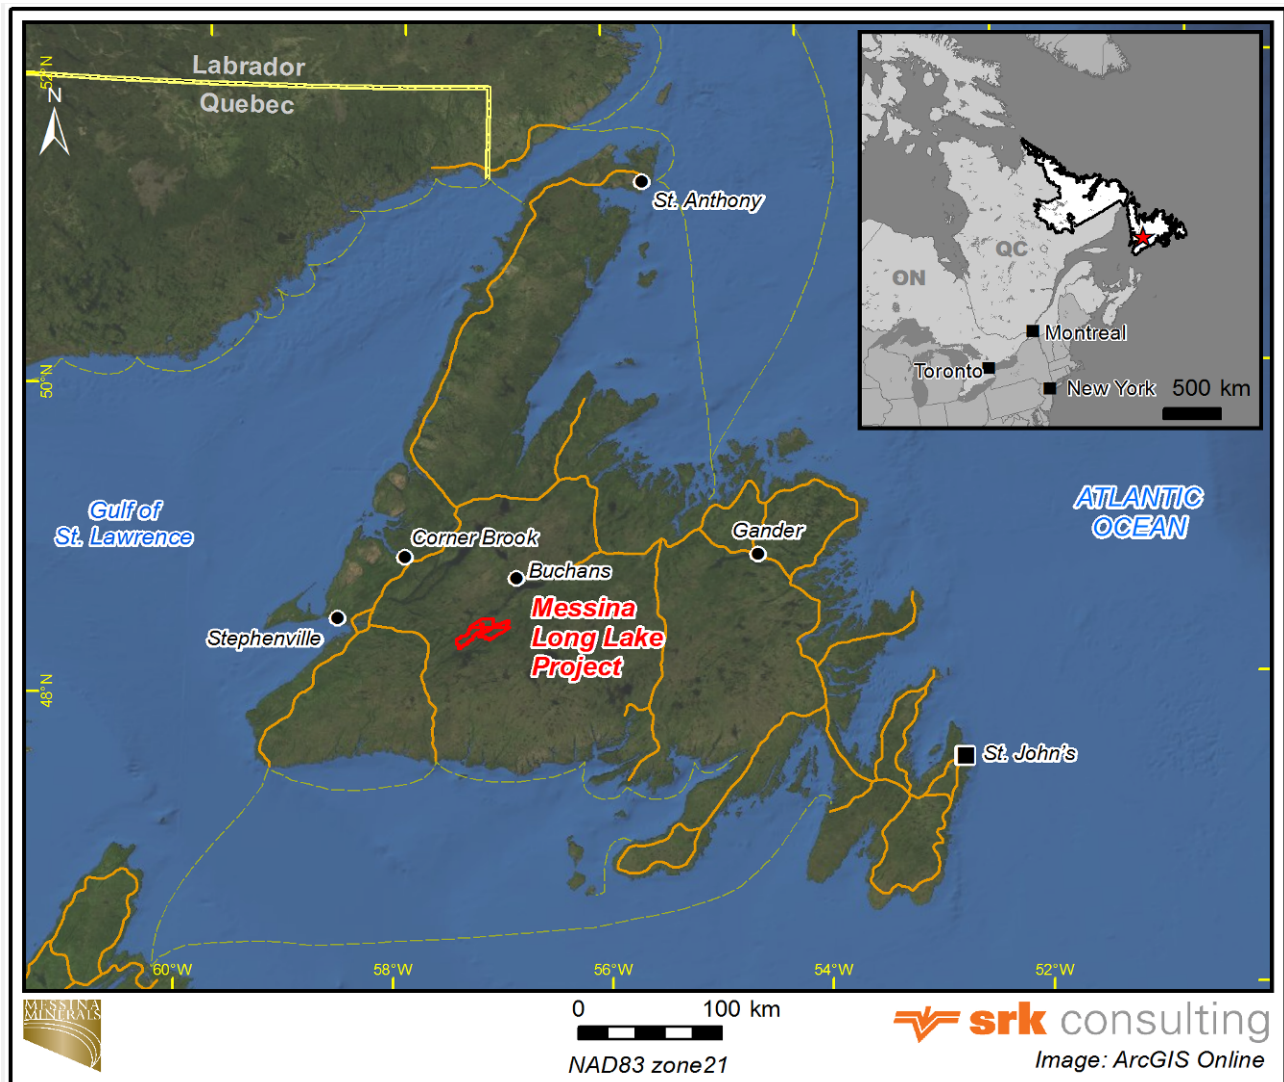 Labrador
Quebec
52°N
N
St. Anthony
QC
ON
Montreal
Toronto
New York
500 km
50°N
Gulf of
St. Lawrence
ATLANTIC
OCEAN
Corner Brook
Gander
Buchans
Messina
Long Lake
Project
Stephenville
48°N
St. John's
60°W
58°W
56°W
54°W
52°W
MESSINA
MINERALS
0
100 km
NAD83 zone21
srk consulting
Image: ArcGIS Online